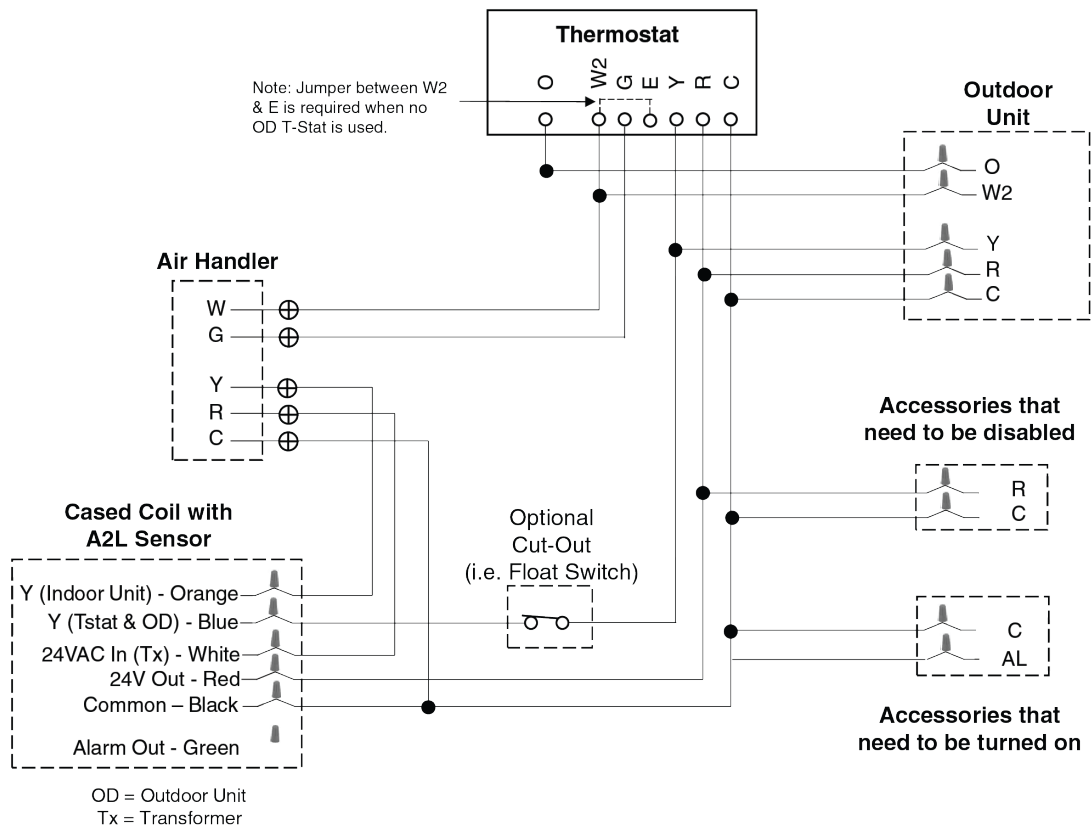 Thermostat
O W2 G E Y R C
Note: Jumper between W2
& E is required when no
OD T-Stat is used.
Outdoor
Unit
O
W2
Y
R
C
Air Handler
W
G
Y
R
C
Accessories that
need to be disabled
R
C
Cased Coil with
A2L Sensor
Y (Indoor Unit) - Orange
Y (Tstat & OD) - Blue
24VAC In (Tx) - White
24V Out - Red
Common – Black
Alarm Out - Green
Optional
Cut-Out
(i.e. Float Switch)
C
AL
Accessories that
need to be turned on
OD = Outdoor Unit
Tx = Transformer